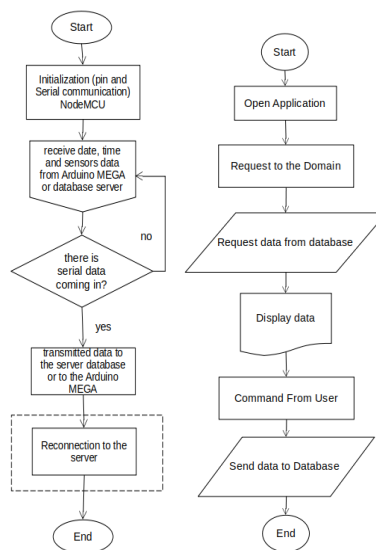 Start
Initialization (pin and
Serial communication)
NodeMCU
receive date, time
and sensors data
from Arduino MEGA
or database server
no
there is
serial data
coming in?
yes
transmitted data to
the server database
or to the Arduino
MEGA
Reconnection to the
server
End
Start
Open Application
Request to the Domain
Request data from database
Display data
Command From User
Send data to Database
End